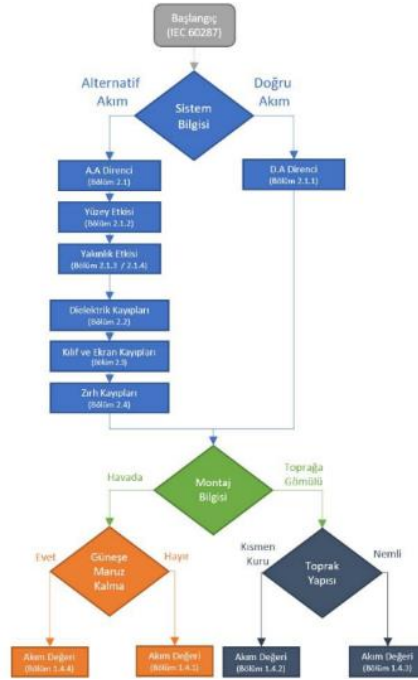 Başlangıç
(IEC 60287)
Alternatif
Akım
Doğru
Akım
Sistem
Bilgisi
A.A Direnci
(Bölüm 2.1)
D.A Direnci
(Bölüm 2.1.1)
Yüzey Etkisi
(Bölüm 2.1.2)
Yakınlık Etkisi
(Bölüm 2.1.3 / 2.1.4)
Dielektrik Kayıpları
(Bölüm 2.2)
Kılıf ve Ekran Kayıpları
(Bölüm 2.3)
Zırh Kayıpları
(Bölüm 2.4)
Havada
Montaj
Bilgisi
Toprağa
Gömülü
Evet
Güneşe
Maruz
Kalma
Hayır
Kısmen
Kuru
Toprak
Yapısı
Nemli
Akım Değeri
(Bölüm 1.4.4)
Akım Değeri
(Bölüm 1.4.1)
Akım Değeri
(Bölüm 1.4.2)
Akım Değeri
(Bölüm 1.4.3)